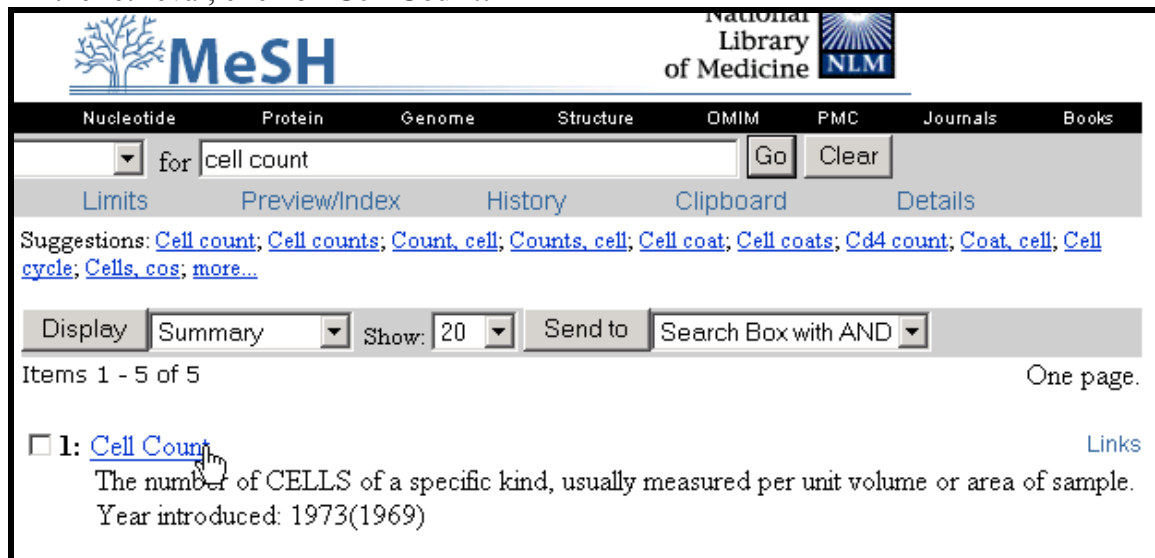 National
MeSH Library
of Medicine NLM
Nucleotide Protein Genome Structure OMIM PMC Journals Books
for cell count Go Clear
Limits Preview/Index History Clipboard Details
Suggestions: Cell count; Cell counts; Count, cell; Counts, cell; Cell coat; Cell coats; Cd4 count; Coat, cell; Cell
cycle; Cells, cos; more...
Display Summary Show: 20 Send to Search Box with AND
Items 1 - 5 of 5 One page.
1: Cell Count Links
The number of CELLS of a specific kind, usually measured per unit volume or area of sample.
Year introduced: 1973(1969)